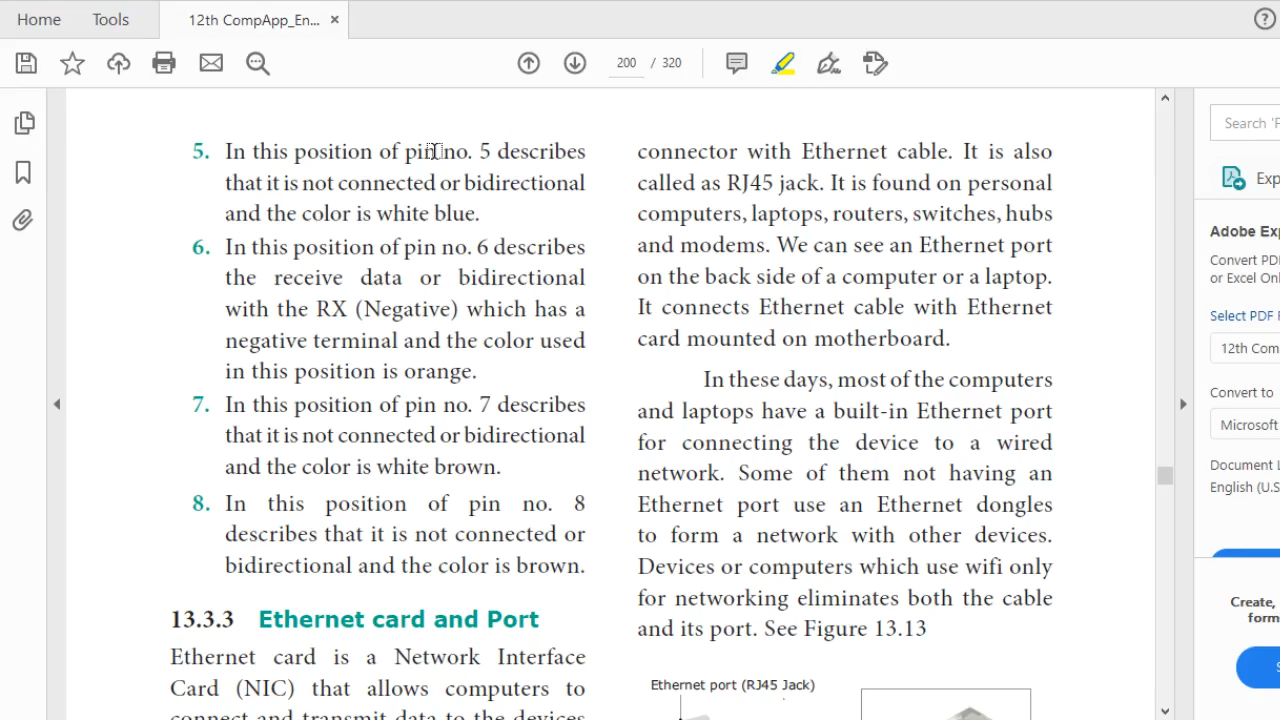 Home
Tools
12th CompApp_En... ×
200 / 320
5. In this position of pin no. 5 describes
that it is not connected or bidirectional
and the color is white blue.
6. In this position of pin no. 6 describes
the receive data or bidirectional
with the RX (Negative) which has a
negative terminal and the color used
in this position is orange.
7. In this position of pin no. 7 describes
that it is not connected or bidirectional
and the color is white brown.
8. In this position of pin no. 8
describes that it is not connected or
bidirectional and the color is brown.
13.3.3 Ethernet card and Port
Ethernet card is a Network Interface
Card (NIC) that allows computers to
connect and transmit data to the devices
connector with Ethernet cable. It is also
called as RJ45 jack. It is found on personal
computers, laptops, routers, switches, hubs
and modems. We can see an Ethernet port
on the back side of a computer or a laptop.
It connects Ethernet cable with Ethernet
card mounted on motherboard.
In these days, most of the computers
and laptops have a built-in Ethernet port
for connecting the device to a wired
network. Some of them not having an
Ethernet port use an Ethernet dongles
to form a network with other devices.
Devices or computers which use wifi only
for networking eliminates both the cable
and its port. See Figure 13.13
Ethernet port (RJ45 Jack)
Search 'F
Exp
Adobe Exp
Convert PD
or Excel Onl
Select PDF F
12th Com
Convert to
Microsoft
Document L
English (U.S
Create,
form